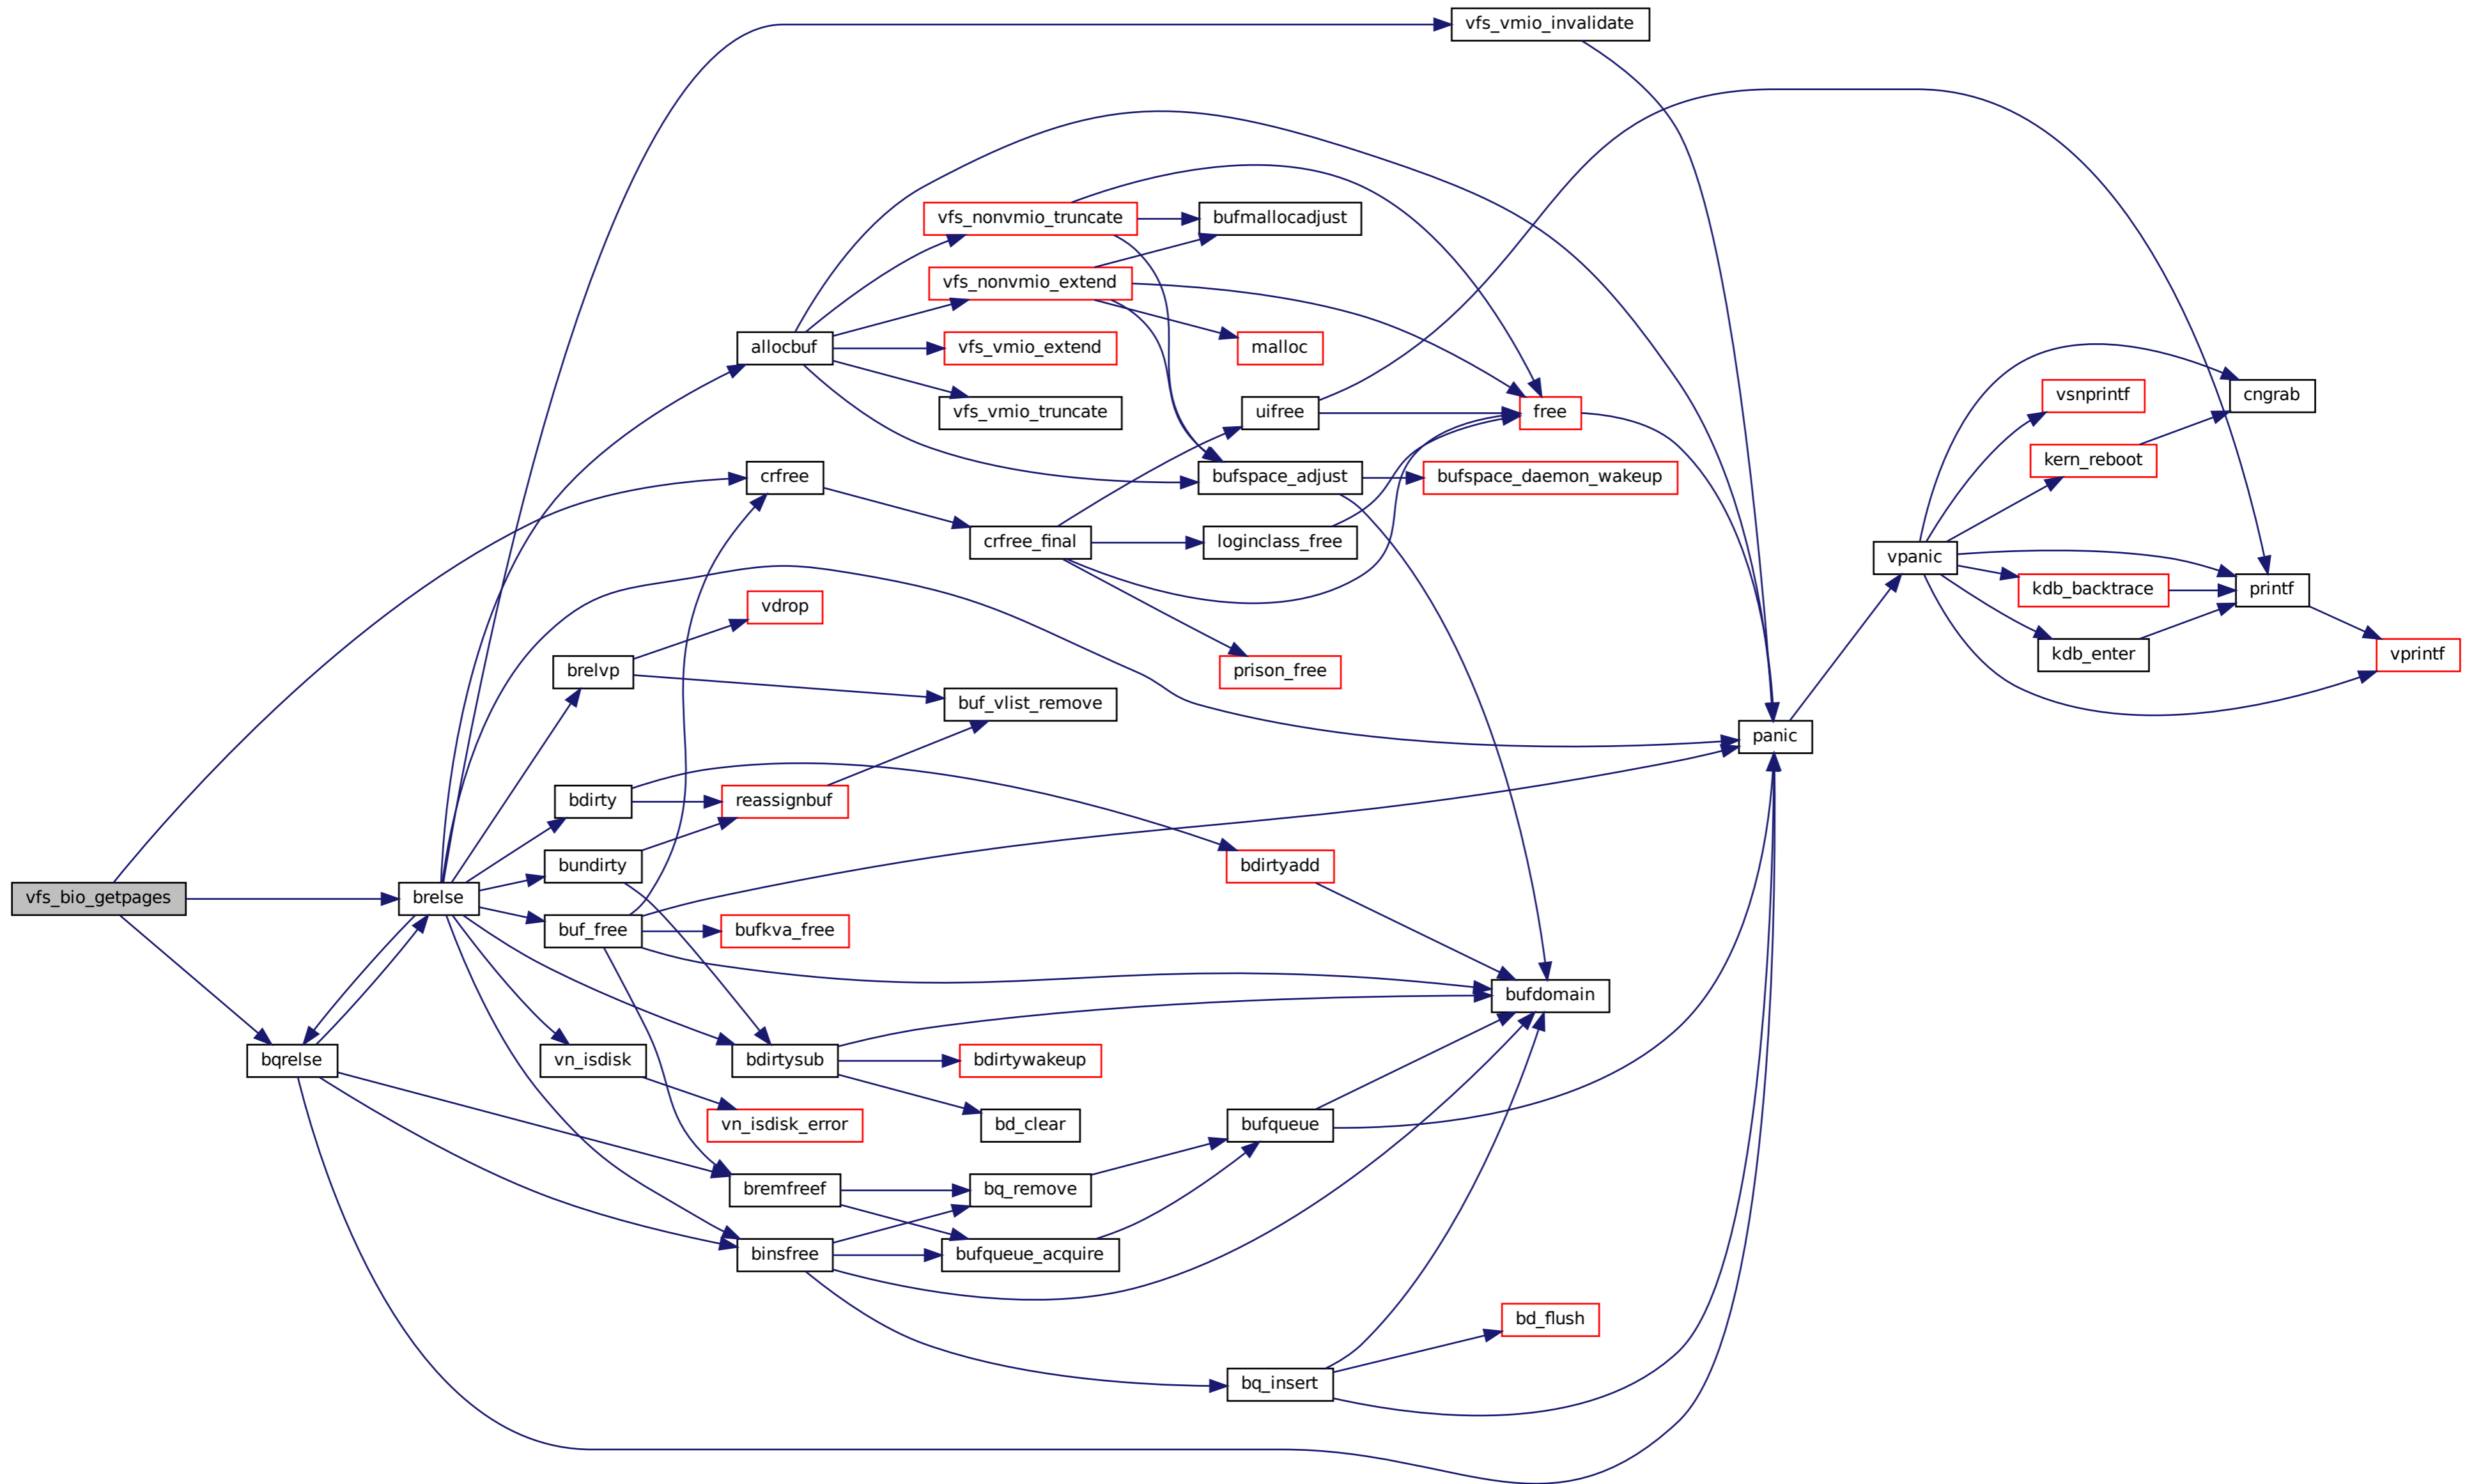 vfs_vmio_invalidate
vfs_nonvmio_truncate
bufmallocadjust
vfs_nonvmio_extend
allocbuf
vfs_vmio_extend
malloc
vsnprintf
cngrab
vfs_vmio_truncate
uifree
free
kern_reboot
crfree
bufspace_adjust
bufspace_daemon_wakeup
crfree_final
loginclass_free
vpanic
vdrop
kdb_backtrace
printf
brelvp
prison_free
kdb_enter
vprintf
buf_vlist_remove
panic
bdirty
reassignbuf
bundirty
bdirtyadd
vfs_bio_getpages
brelse
buf_free
bufkva_free
bufdomain
bqrelse
vn_isdisk
bdirtysub
bdirtywakeup
vn_isdisk_error
bd_clear
bufqueue
bremfreef
bq_remove
binsfree
bufqueue_acquire
bd_flush
bq_insert